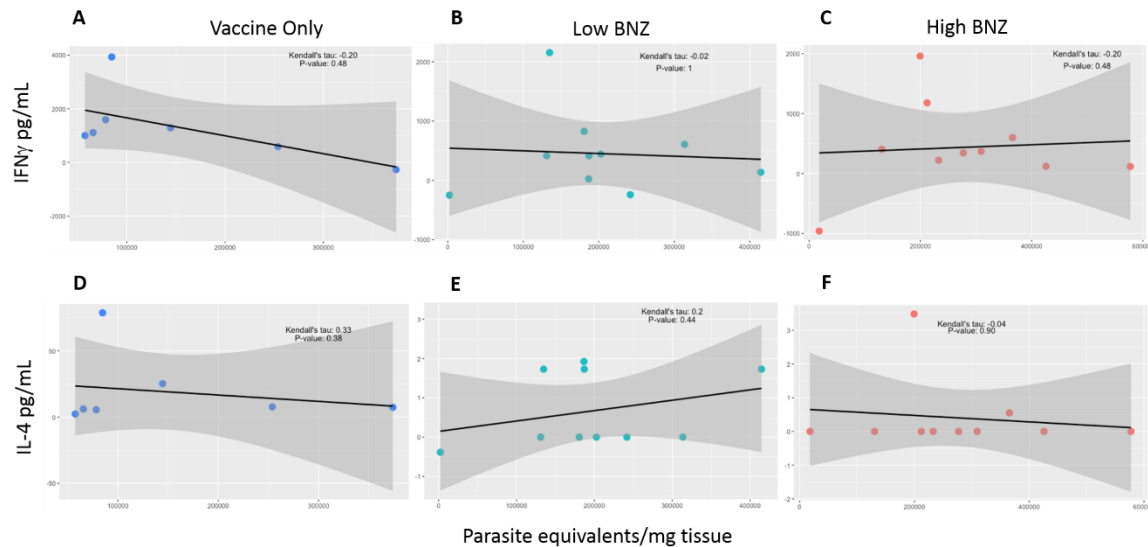 A Vaccine Only
B Low BNZ
C High BNZ
IFNγ pg/mL
Kendall's tau: -0.20
P-value: 0.48
4000
2000
0
-2000
100000 200000 300000
Kendall's tau: -0.02
P-value: 1
2000
1000
0
-1000
0 100000 200000 300000 400000
Kendall's tau: -0.20
P-value: 0.48
2000
1000
0
-1000
0 200000 400000 60000
D
E
F
IL-4 pg/mL
Kendall's tau: 0.33
P-value: 0.38
50
0
-50
100000 200000 300000
Kendall's tau: 0.2
P-value: 0.44
3
2
1
0
-1
0 100000 200000 300000 400000
Kendall's tau: -0.04
P-value: 0.90
3
2
1
0
-1
-2
0 200000 400000 60000
Parasite equivalents/mg tissue